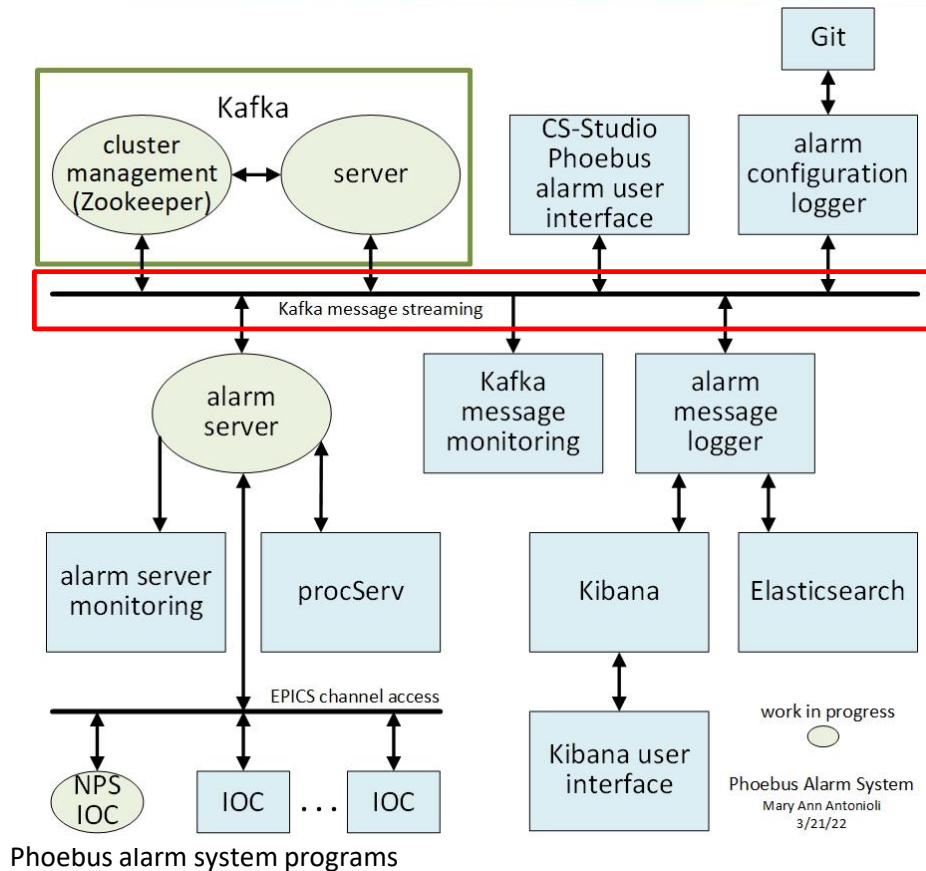 Git
Kafka
cluster
management
(Zookeeper)
server
CS-Studio
Phoebus
alarm user
interface
alarm
configuration
logger
Kafka message streaming
alarm
server
Kafka
message
monitoring
alarm
message
logger
alarm server
monitoring
procServ
Kibana
Elasticsearch
EPICS channel access
NPS
IOC
IOC
...
IOC
Kibana user
interface
work in progress
Phoebus Alarm System
Mary Ann Antonioli
3/21/22
Phoebus alarm system programs